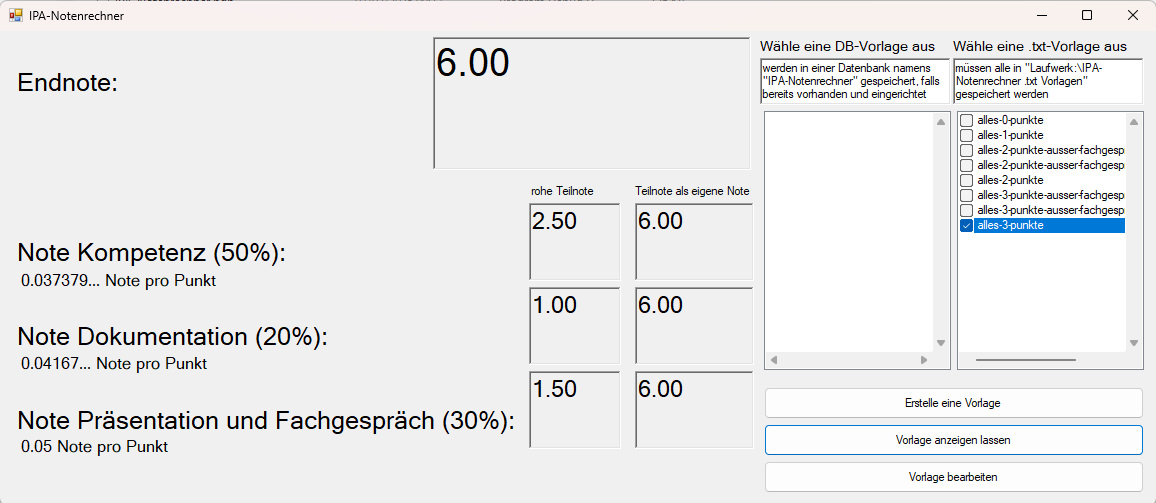 IPA-Notenrechner
Endnote:
6.00
rohe Teilnote
Teilnote als eigene Note
Note Kompetenz (50%):
0.037379... Note pro Punkt
2.50
6.00
Note Dokumentation (20%):
0.04167... Note pro Punkt
1.00
6.00
Note Präsentation und Fachgespräch (30%):
0.05 Note pro Punkt
1.50
6.00
Wähle eine DB-Vorlage aus
werden in einer Datenbank namens
"IPA-Notenrechner" gespeichert, falls
bereits vorhanden und eingerichtet
Wähle eine .txt-Vorlage aus
müssen alle in "Laufwerk:\IPA-
Notenrechner .txt Vorlagen"
gespeichert werden
alles-0-punkte
alles-1-punkte
alles-2-punkte-ausser-fachgesp
alles-2-punkte-ausser-fachgesp
alles-2-punkte
alles-3-punkte-ausser-fachgesp
alles-3-punkte-ausser-fachgesp
alles-3-punkte
Erstelle eine Vorlage
Vorlage anzeigen lassen
Vorlage bearbeiten